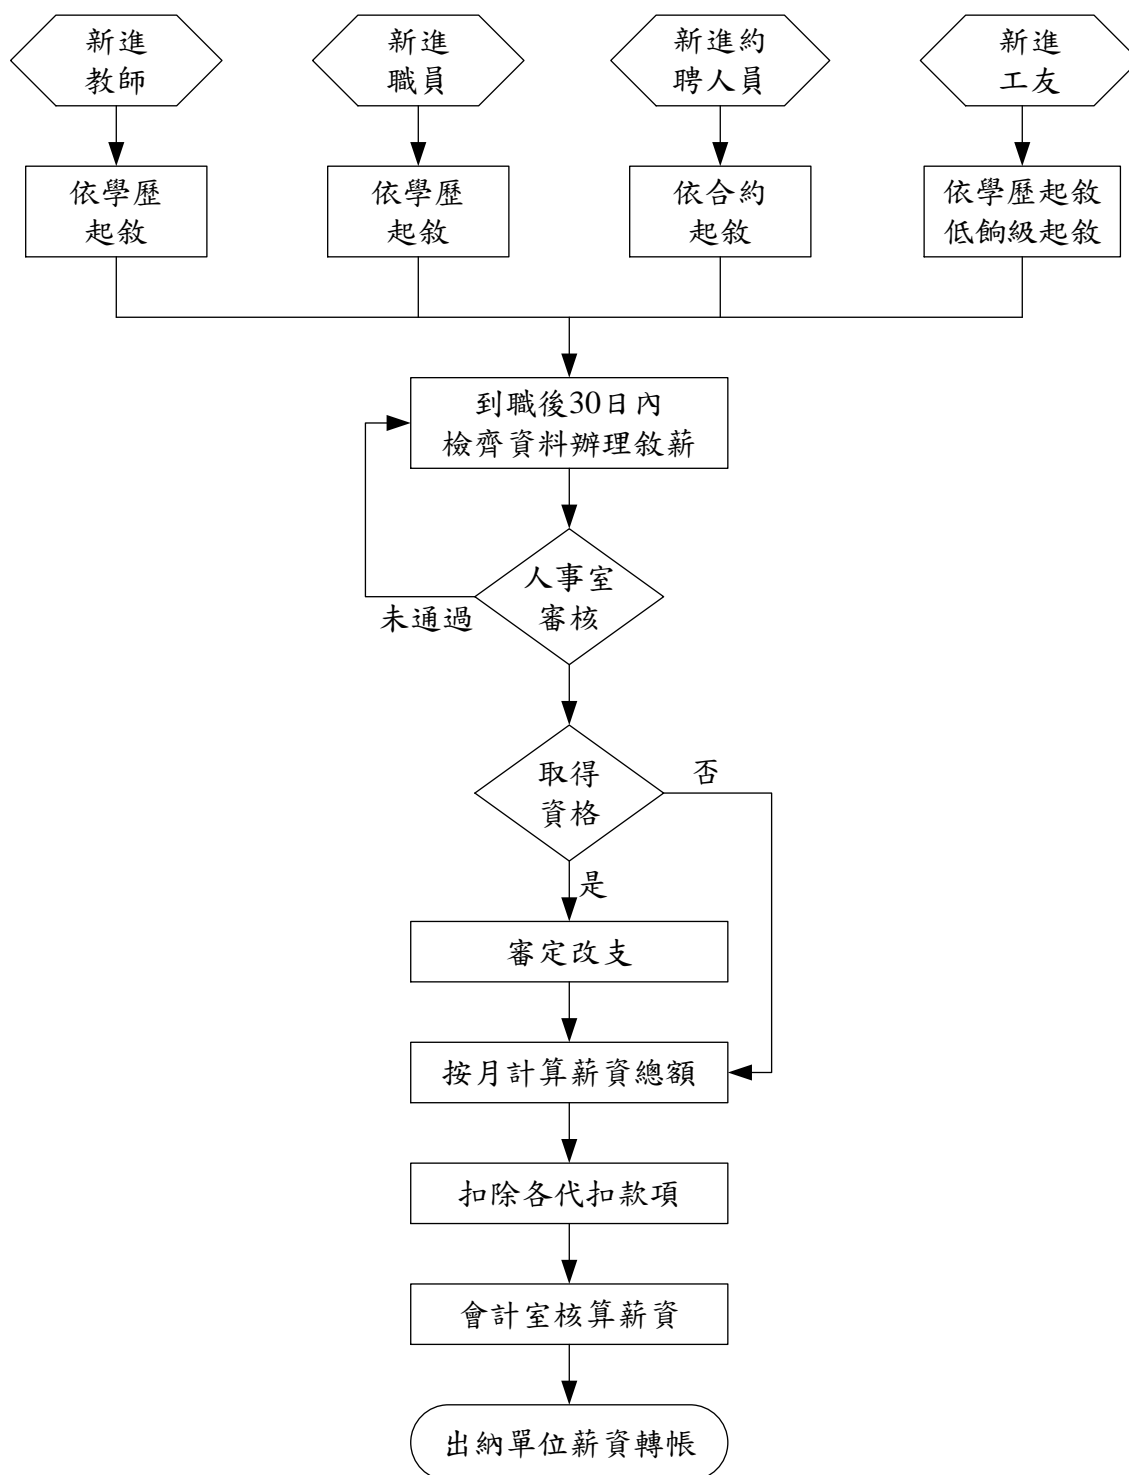 新進
教師
新進
職員
新進約
聘人員
新進
工友
依學歷
起敘
依學歷
起敘
依合約
起敘
依學歷起敘
低餉級起敘
到職後30日內
檢齊資料辦理敘薪
人事室
審核
未通過
取得
資格
否
是
審定改支
按月計算薪資總額
扣除各代扣款項
會計室核算薪資
出納單位薪資轉帳